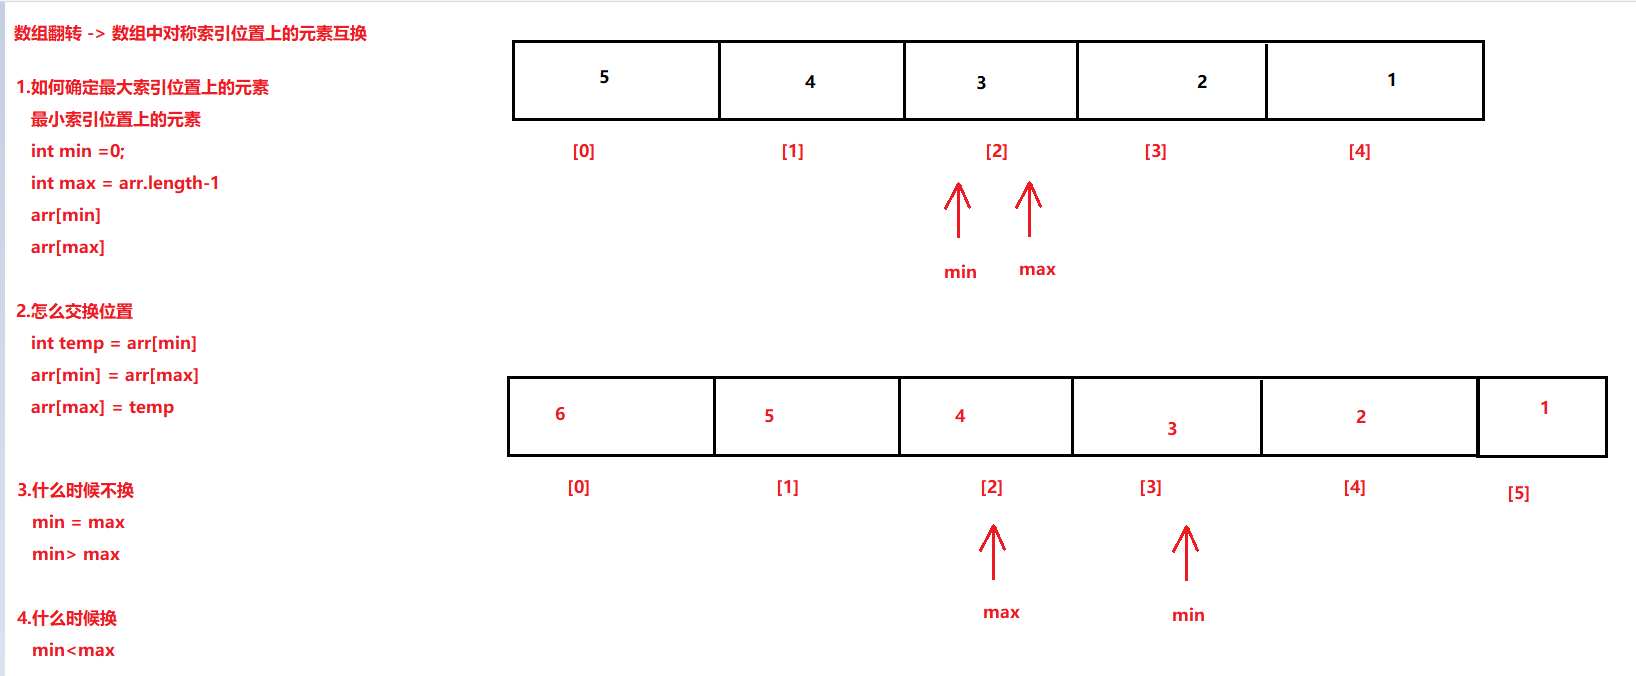 数组翻转 -> 数组中对称索引位置上的元素互换
1.如何确定最大索引位置上的元素
最小索引位置上的元素
int min =0;
int max = arr.length-1
arr[min]
arr[max]
2.怎么交换位置
int temp = arr[min]
arr[min] = arr[max]
arr[max] = temp
3.什么时候不换
min = max
min> max
4.什么时候换
min<max
5 4 3 2 1
[0] [1] [2] [3] [4]
min max
6 5 4 3 2 1
[0] [1] [2] [3] [4] [5]
max min